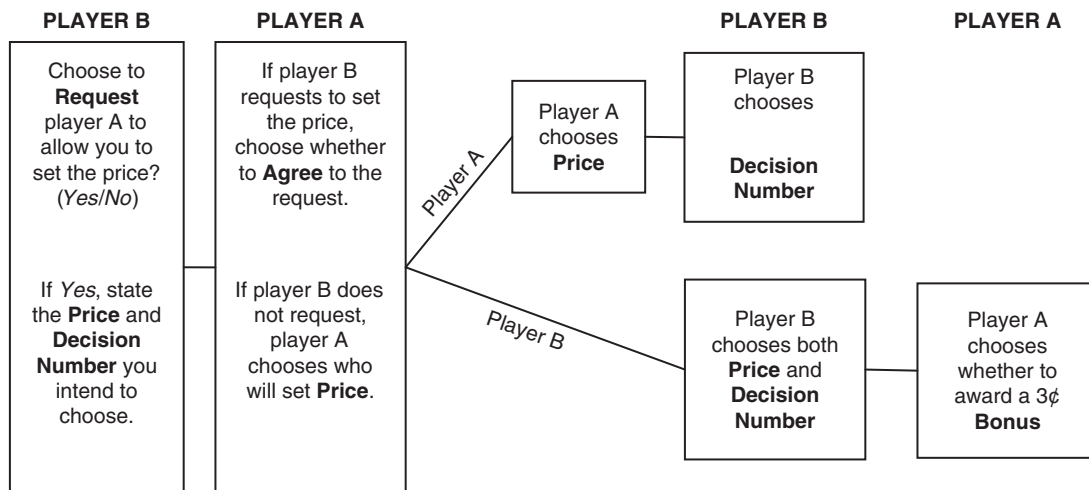 PLAYER B
PLAYER A
PLAYER B
PLAYER A
Choose to
Request
player A to
allow you to
set the price?
(Yes/No)
If Yes, state
the Price and
Decision
Number you
intend to
choose.
If player B
requests to set
the price,
choose whether
to Agree to the
request.
If player B does
not request,
player A
chooses who
will set Price.
Player A
Player A
chooses
Price
Player B
chooses
Decision
Number
Player B
Player B
chooses both
Price and
Decision
Number
Player A
chooses
whether to
award a 3¢
Bonus